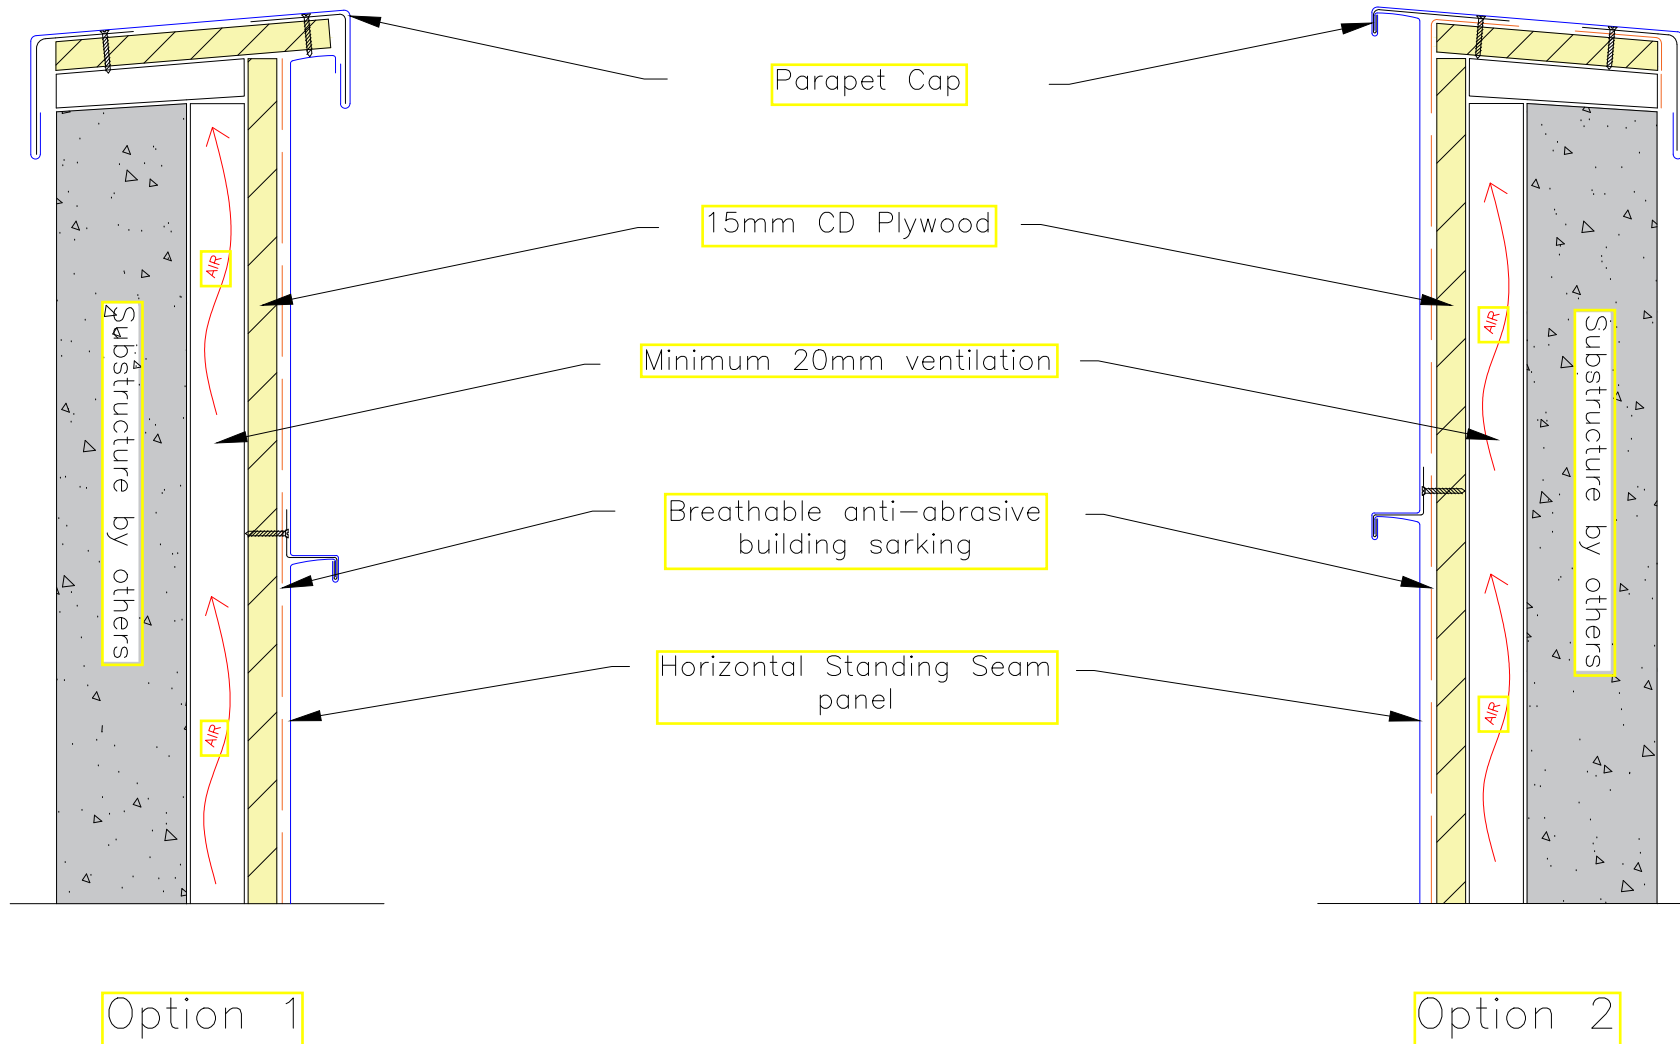 Parapet Cap
15mm CD Plywood
AIR
AIR
Minimum 20mm ventilation
Substructure by others
Substructure by others
Breathable anti-abrasive
building sarking
Horizontal Standing Seam
panel
AIR
AIR
Option 1
Option 2